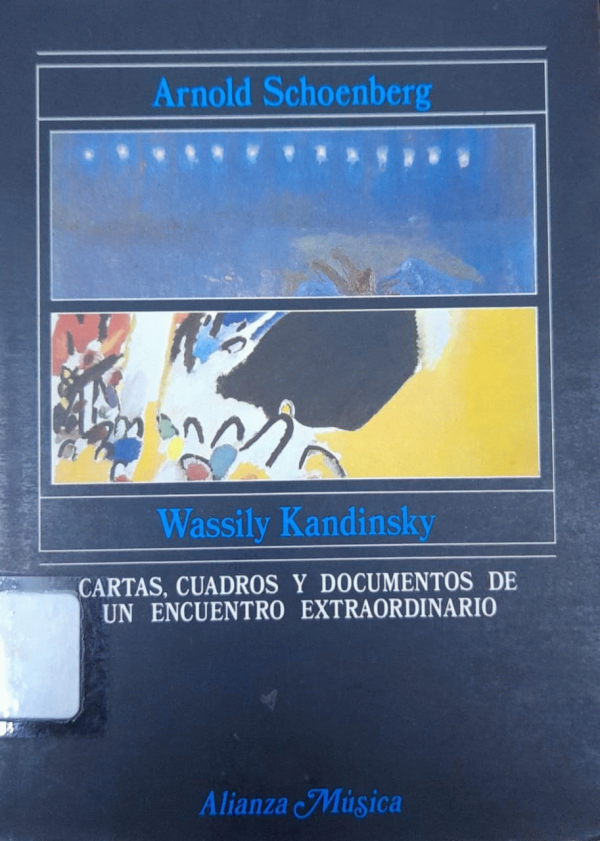 Arnold Schoenberg
Wassily Kandinsky
CARTAS, CUADROS Y DOCUMENTOS DE
UN ENCUENTRO EXTRAORDINARIO
Alianza Música